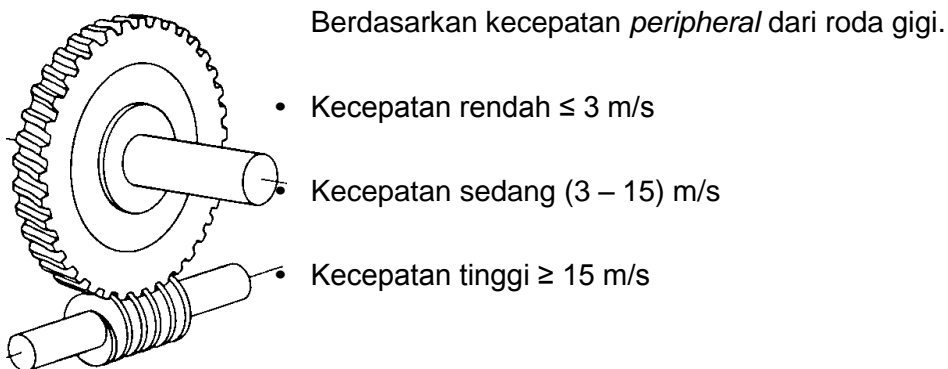 Berdasarkan kecepatan peripheral dari roda gigi.
• Kecepatan rendah ≤ 3 m/s
• Kecepatan sedang (3 – 15) m/s
• Kecepatan tinggi ≥ 15 m/s